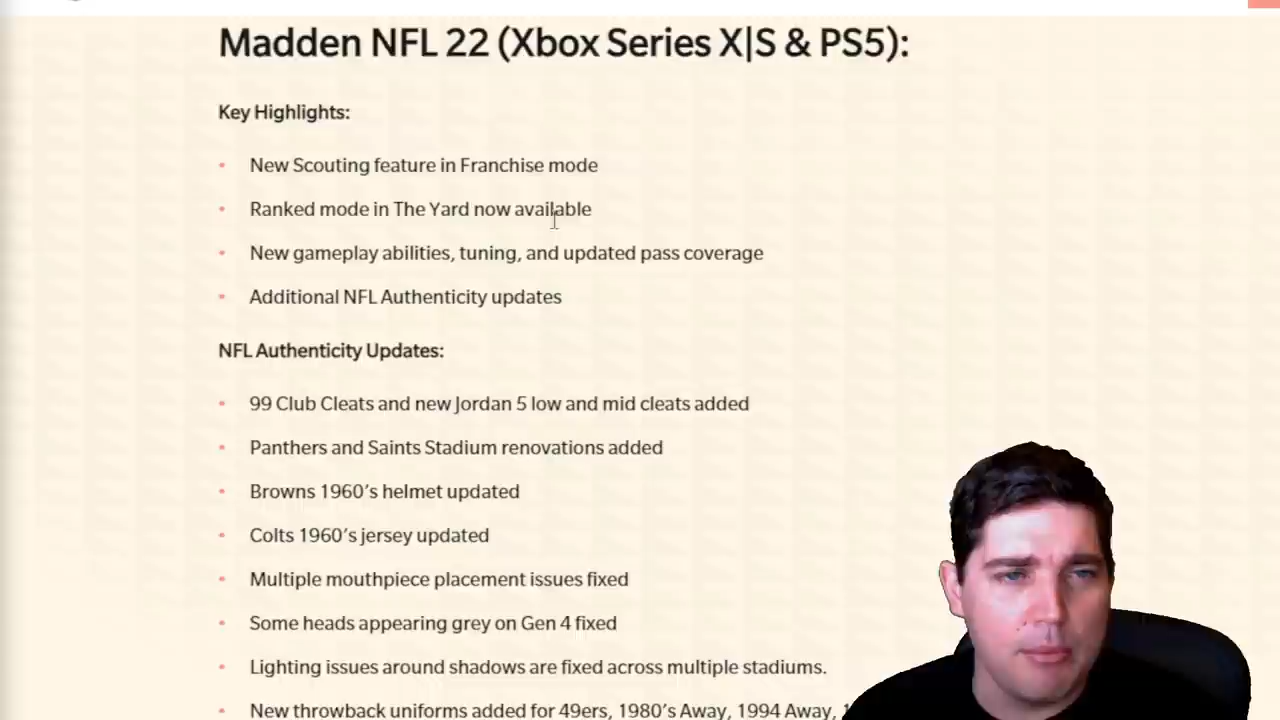 Madden NFL 22 (Xbox Series X|S & PS5):
Key Highlights:
• New Scouting feature in Franchise mode
• Ranked mode in The Yard now available
• New gameplay abilities, tuning, and updated pass coverage
• Additional NFL Authenticity updates
NFL Authenticity Updates:
• 99 Club Cleats and new Jordan 5 low and mid cleats added
• Panthers and Saints Stadium renovations added
• Browns 1960’s helmet updated
• Colts 1960’s jersey updated
• Multiple mouthpiece placement issues fixed
• Some heads appearing grey on Gen 4 fixed
• Lighting issues around shadows are fixed across multiple stadiums.
• New throwback uniforms added for 49ers, 1980’s Away, 1994 Away,